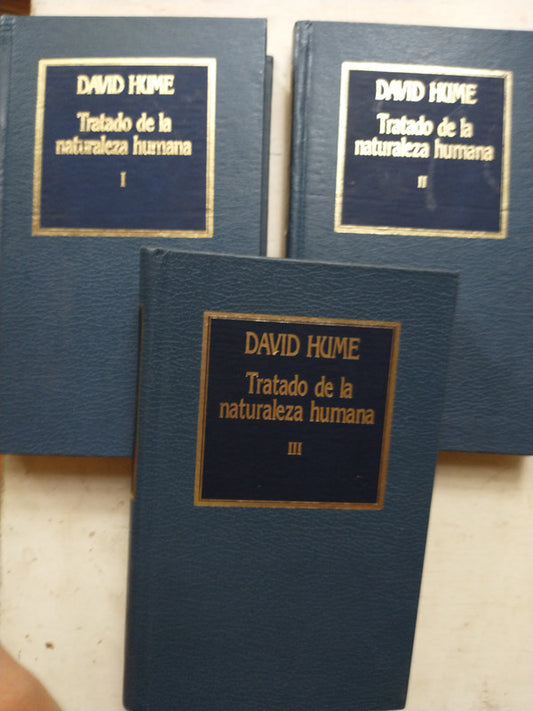 DAVID HUME
Tratado de la
naturaleza humana
I
DAVID HUME
Tratado de la
naturaleza humana
II
DAVID HUME
Tratado de la
naturaleza humana
III